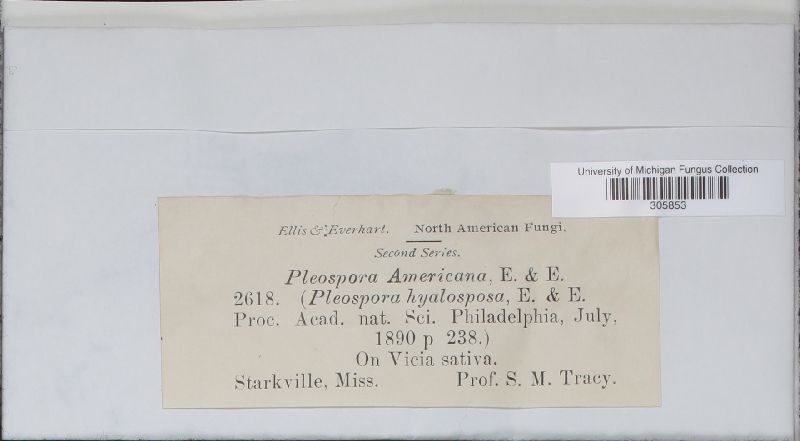 University of Michigan Fungus Collection
305853
Ellis & Everhart. North American Fungi.
Second Series.
Pleospora Americana, E. & E.
2618. (Pleospora hyalosposa, E. & E.
Proc. Acad. nat. Sci. Philadelphia, July,
1890 p 238.)
On Vicia sativa.
Starkville, Miss. Prof. S. M. Tracy.